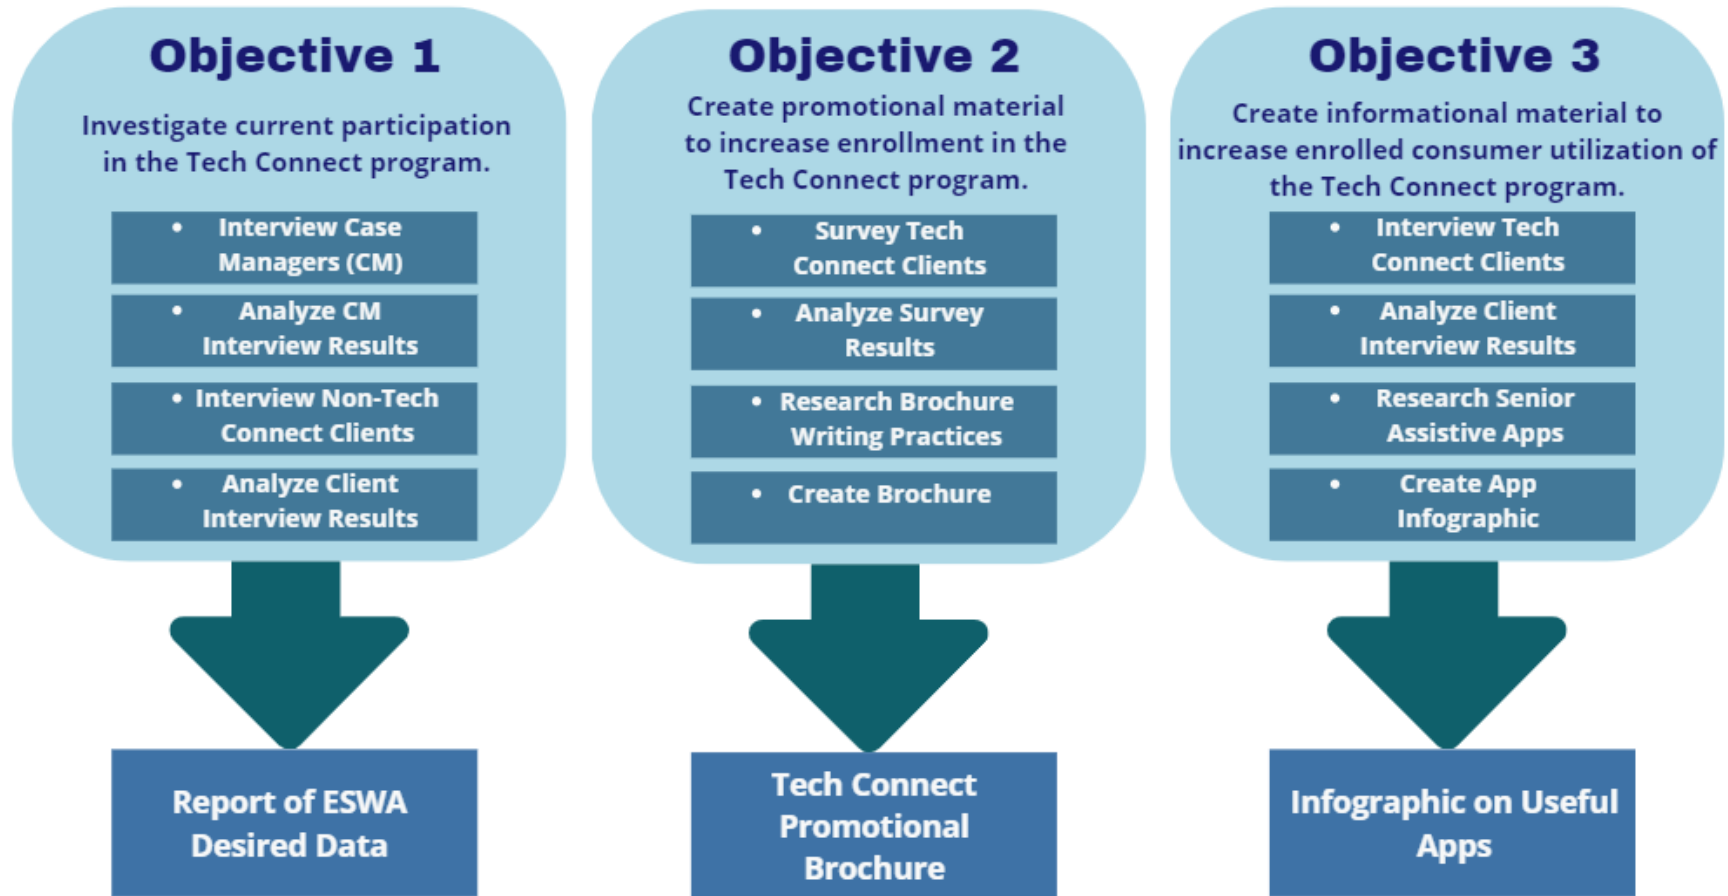 Objective 1
Investigate current participation
in the Tech Connect program.
• Interview Case
Managers (CM)
• Analyze CM
Interview Results
• Interview Non-Tech
Connect Clients
• Analyze Client
Interview Results
Report of ESWA
Desired Data
Objective 2
Create promotional material
to increase enrollment in the
Tech Connect program.
• Survey Tech
Connect Clients
• Analyze Survey
Results
• Research Brochure
Writing Practices
• Create Brochure
Tech Connect
Promotional
Brochure
Objective 3
Create informational material to
increase enrolled consumer utilization of
the Tech Connect program.
• Interview Tech
Connect Clients
• Analyze Client
Interview Results
• Research Senior
Assistive Apps
• Create App
Infographic
Infographic on Useful
Apps